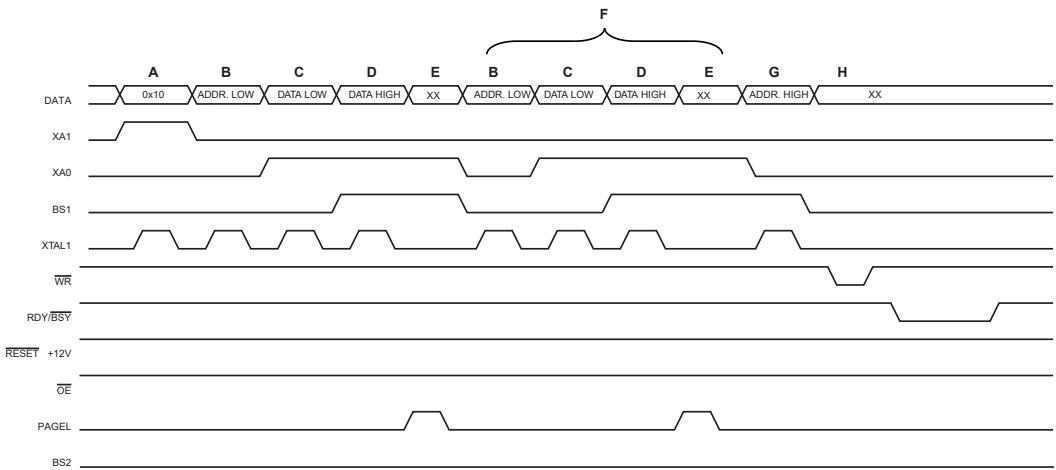 F
A B C D E B C D E G H
DATA 0x10 ADDR. LOW DATA LOW DATA HIGH XX ADDR. LOW DATA LOW DATA HIGH XX ADDR. HIGH XX
XA1
XA0
BS1
XTAL1
WR
RDY/BSY
RESET +12V
OE
PAGEL
BS2